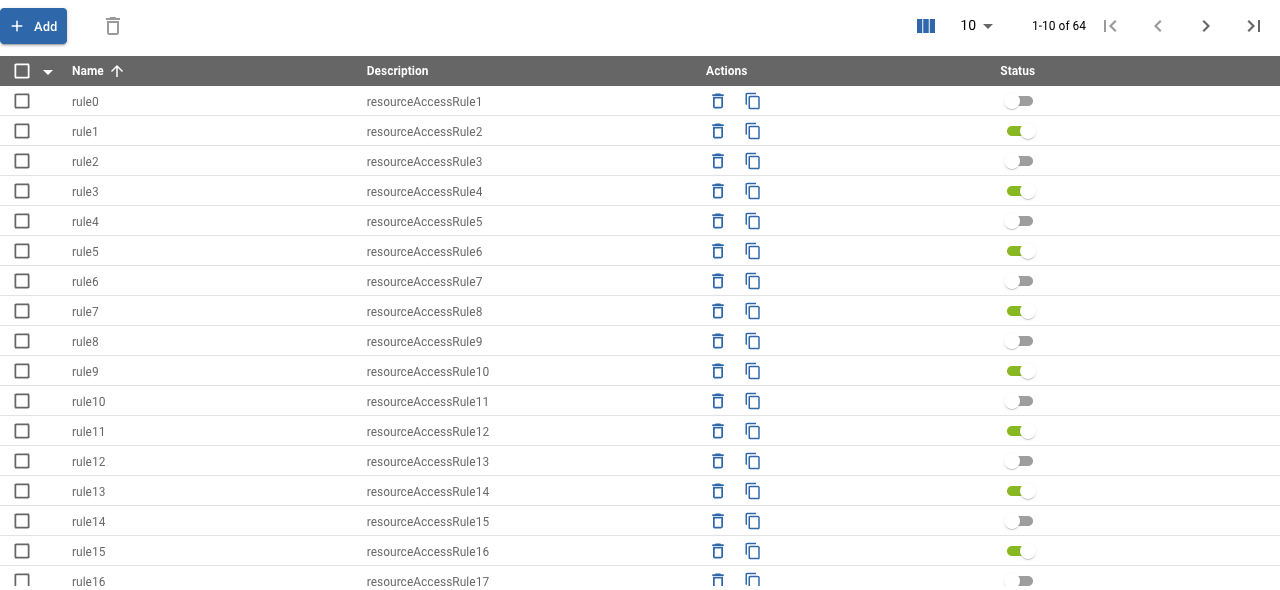 Add 10 1-10 of 64
Name Description Actions Status
rule0 resourceAccessRule1
rule1 resourceAccessRule2
rule2 resourceAccessRule3
rule3 resourceAccessRule4
rule4 resourceAccessRule5
rule5 resourceAccessRule6
rule6 resourceAccessRule7
rule7 resourceAccessRule8
rule8 resourceAccessRule9
rule9 resourceAccessRule10
rule10 resourceAccessRule11
rule11 resourceAccessRule12
rule12 resourceAccessRule13
rule13 resourceAccessRule14
rule14 resourceAccessRule15
rule15 resourceAccessRule16
rule16 resourceAccessRule17